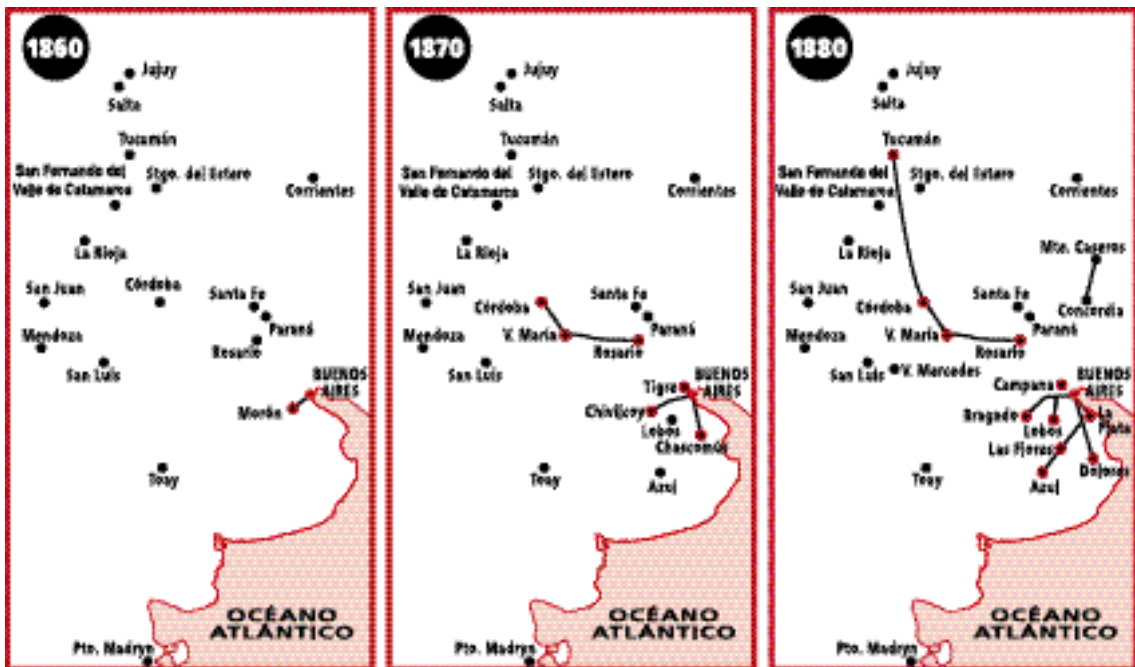 1860
Jujuy
Salta
Tucumán
San Fernando del
Valle de Catamarca
Stgo. del Estero
Corrientes
La Rioja
San Juan
Córdoba
Santa Fe
Paraná
Mendoza
Rosario
San Luis
BUENOS
AIRES
Morón
Toay
OCÉANO
ATLÁNTICO
Pto. Madryn
1870
Jujuy
Salta
Tucumán
San Fernando del
Valle de Catamarca
Stgo. del Estero
Corrientes
La Rioja
San Juan
Córdoba
Santa Fe
Paraná
Mendoza
V. María
Rosario
San Luis
Tigre
BUENOS
AIRES
Chivilcoy
Lobos
Chascomús
Toay
Azul
OCÉANO
ATLÁNTICO
Pto. Madryn
1880
Jujuy
Salta
Tucumán
San Fernando del
Valle de Catamarca
Stgo. del Estero
Corrientes
La Rioja
Mte. Caseros
San Juan
Córdoba
Santa Fe
Concordia
Paraná
Mendoza
V. María
Rosario
San Luis
V. Mercedes
Campana
BUENOS
AIRES
Bragado
Lobos
La
Plata
Las Flores
Dolores
Toay
Azul
OCÉANO
ATLÁNTICO
Pto. Madryn